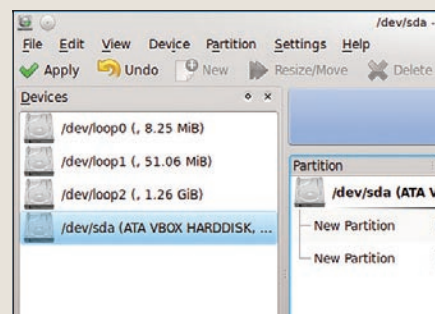 /dev/sda -
File Edit View Device Partition Settings Help
Apply Undo New Resize/Move Delete
Devices
/dev/loop0 (, 8.25 MiB)
/dev/loop1 (, 51.06 MiB)
/dev/loop2 (, 1.26 GiB)
/dev/sda (ATA VBOX HARDDISK, ...
Partition
/dev/sda (ATA V
New Partition
New Partition